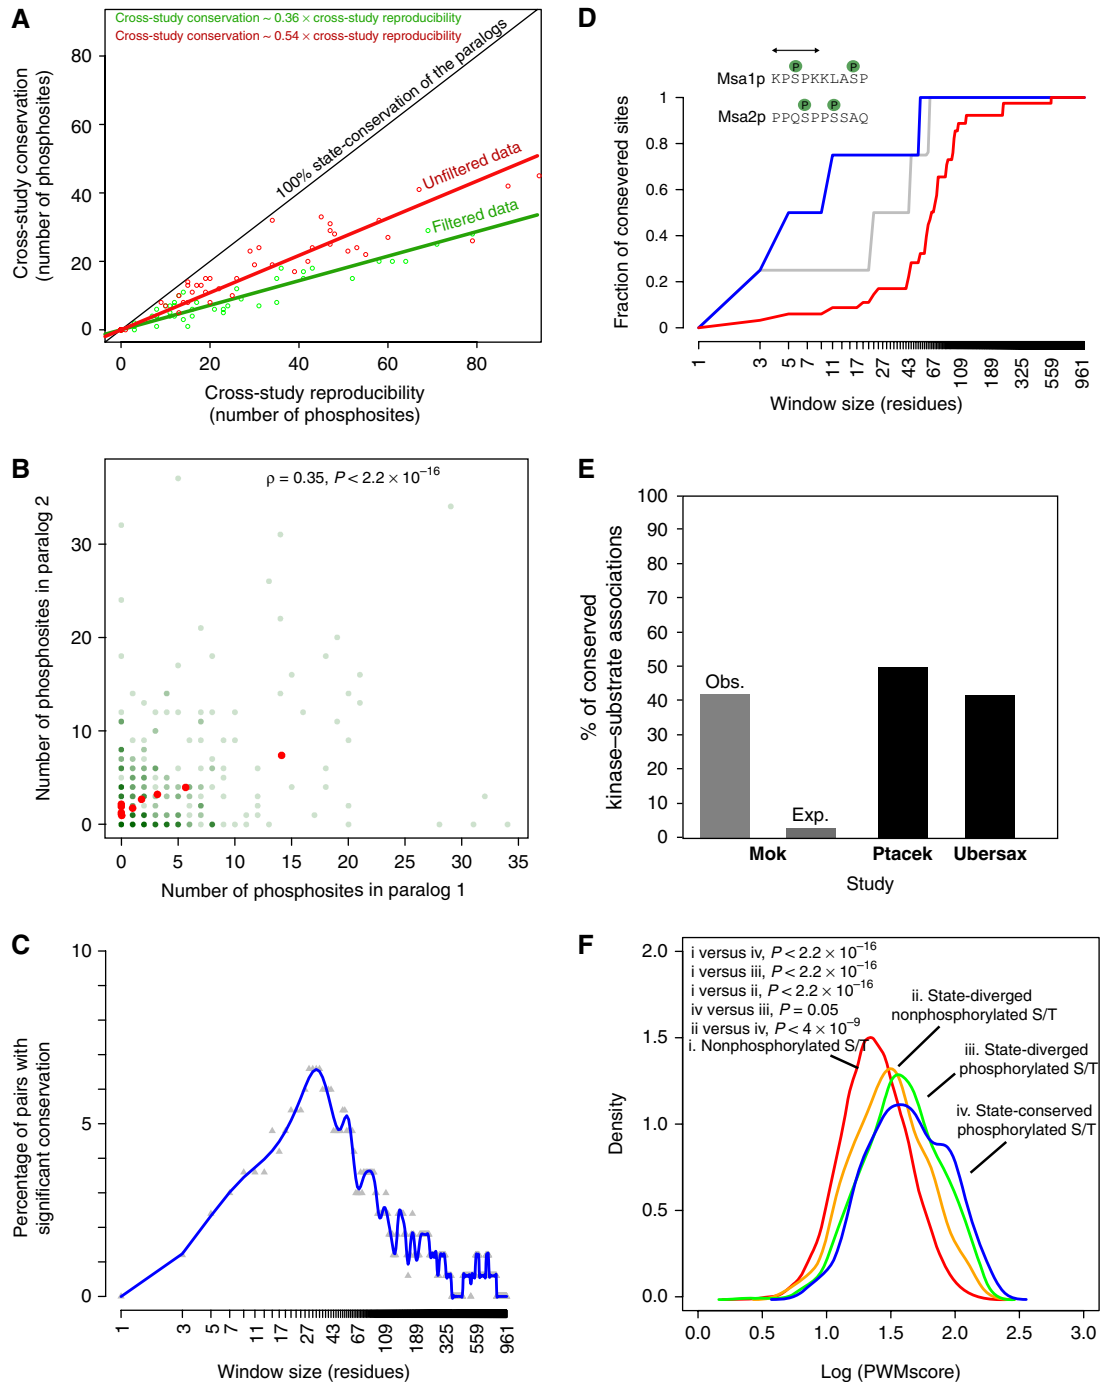 A
Cross-study conservation ~ 0.36 × cross-study reproducibility
Cross-study conservation ~ 0.54 × cross-study reproducibility
100% state-conservation of the paralogs
Unfiltered data
Filtered data
Cross-study conservation
(number of phosphosites)
80
60
40
20
0
0 20 40 60 80
Cross-study reproducibility
(number of phosphosites)
B
ρ = 0.35, P < 2.2 × 10⁻¹⁶
Number of phosphosites in paralog 2
30
20
10
0
0 5 10 15 20 25 30 35
Number of phosphosites in paralog 1
C
Percentage of pairs with
significant conservation
10
5
0
1 3 5 7 11 17 27 43 67 109 189 325 559 961
Window size (residues)
D
P P
Msa1p KPSPKKLASP
P P
Msa2p PPQSPPSSAQ
Fraction of consevered sites
1
0.8
0.6
0.4
0.2
0
1 3 5 7 11 17 27 43 67 109 189 325 559 961
Window size (residues)
E
% of conserved
kinase–substrate associations
100
90
80
70
60
50
40
30
20
10
0
Obs.
Exp.
Mok Ptacek Ubersax
Study
F
i versus iv, P < 2.2 × 10⁻¹⁶
i versus iii, P < 2.2 × 10⁻¹⁶
i versus ii, P < 2.2 × 10⁻¹⁶
iv versus iii, P = 0.05
ii versus iv, P < 4 × 10⁻⁹
i. Nonphosphorylated S/T
ii. State-diverged
nonphosphorylated S/T
iii. State-diverged
phosphorylated S/T
iv. State-conserved
phosphorylated S/T
Density
2.0
1.5
1.0
0.5
0.0
0.0 0.5 1.0 1.5 2.0 2.5 3.0
Log (PWMscore)